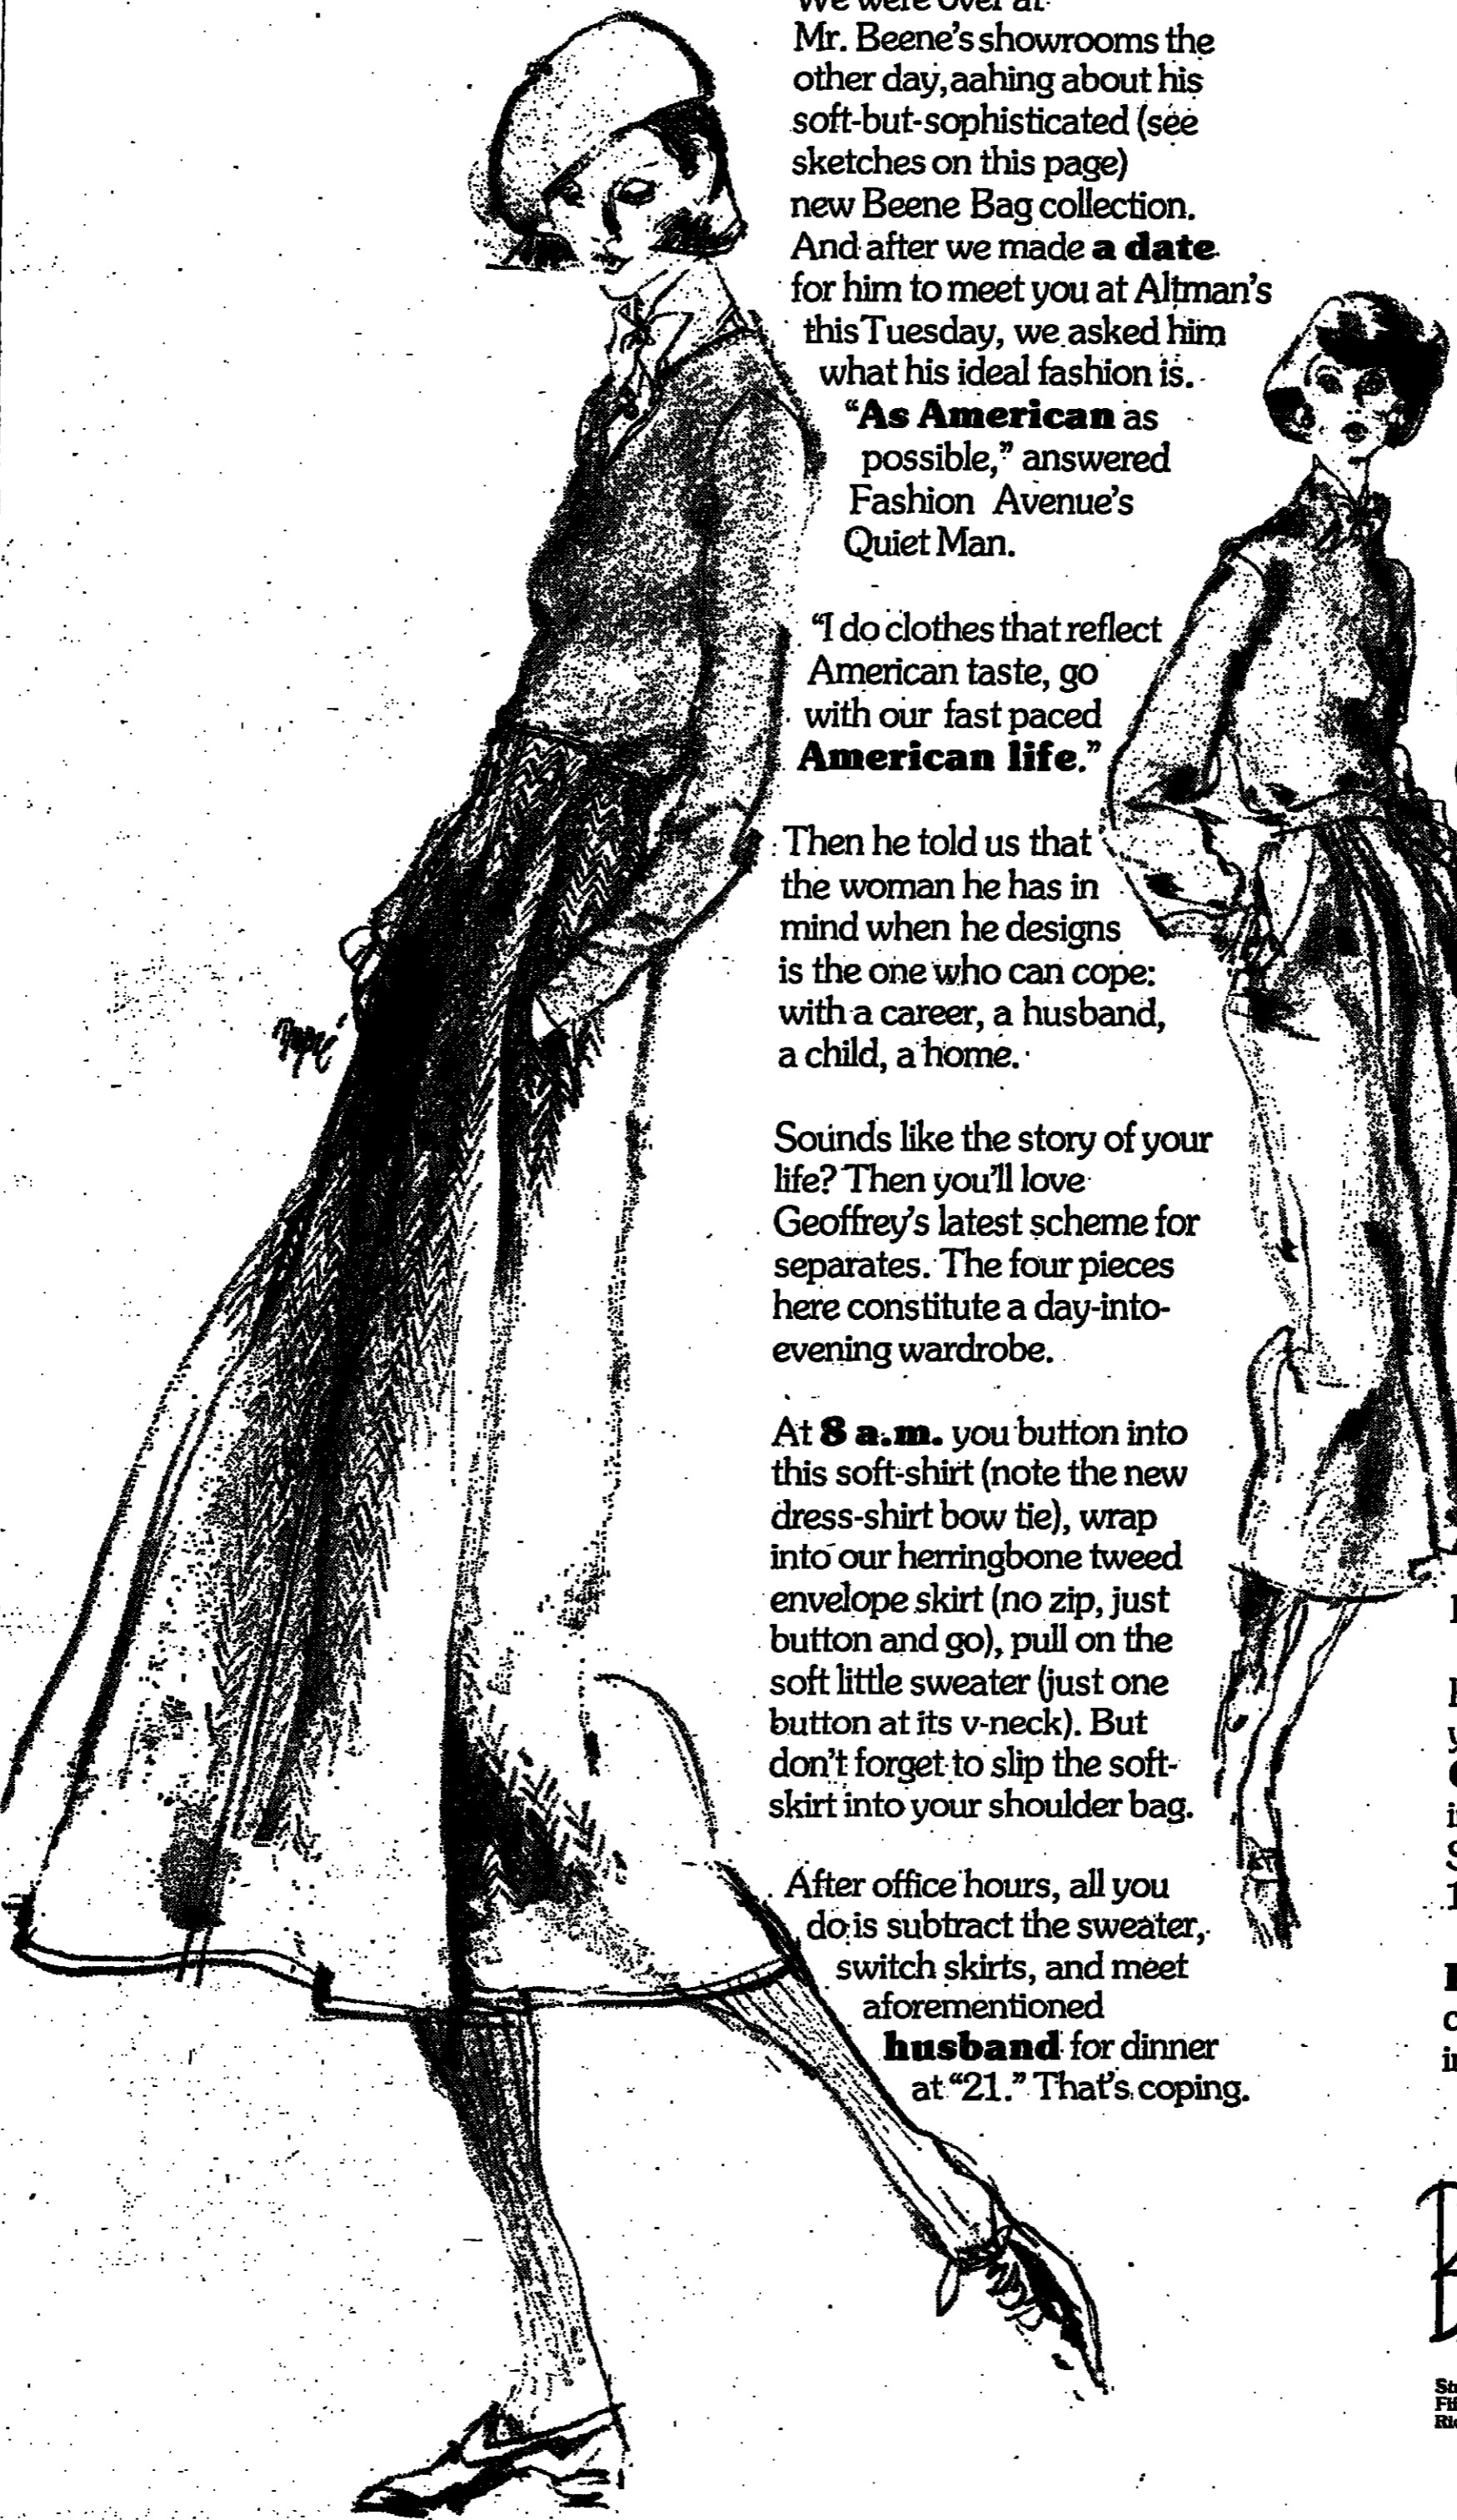 We were over at
Mr. Beene's showrooms the
other day, aahing about his
soft-but-sophisticated (see
sketches on this page)
new Beene Bag collection.
And after we made a date
for him to meet you at Altman's
this Tuesday, we asked him
what his ideal fashion is.
“As American as
possible,” answered
Fashion Avenue's
Quiet Man.
“I do clothes that reflect
American taste, go
with our fast paced
American life.”
Then he told us that
the woman he has in
mind when he designs
is the one who can cope:
with a career, a husband,
a child, a home.
Sounds like the story of your
life? Then you'll love
Geoffrey's latest scheme for
separates. The four pieces
here constitute a day-into-
evening wardrobe.
At 8 a.m. you button into
this soft-shirt (note the new
dress-shirt bow tie), wrap
into our herringbone tweed
envelope skirt (no zip, just
button and go), pull on the
soft little sweater (just one
button at its v-neck). But
don't forget to slip the soft-
skirt into your shoulder bag.
After office hours, all you
do is subtract the sweater,
switch skirts, and meet
aforementioned
husband for dinner
at “21.” That's coping.